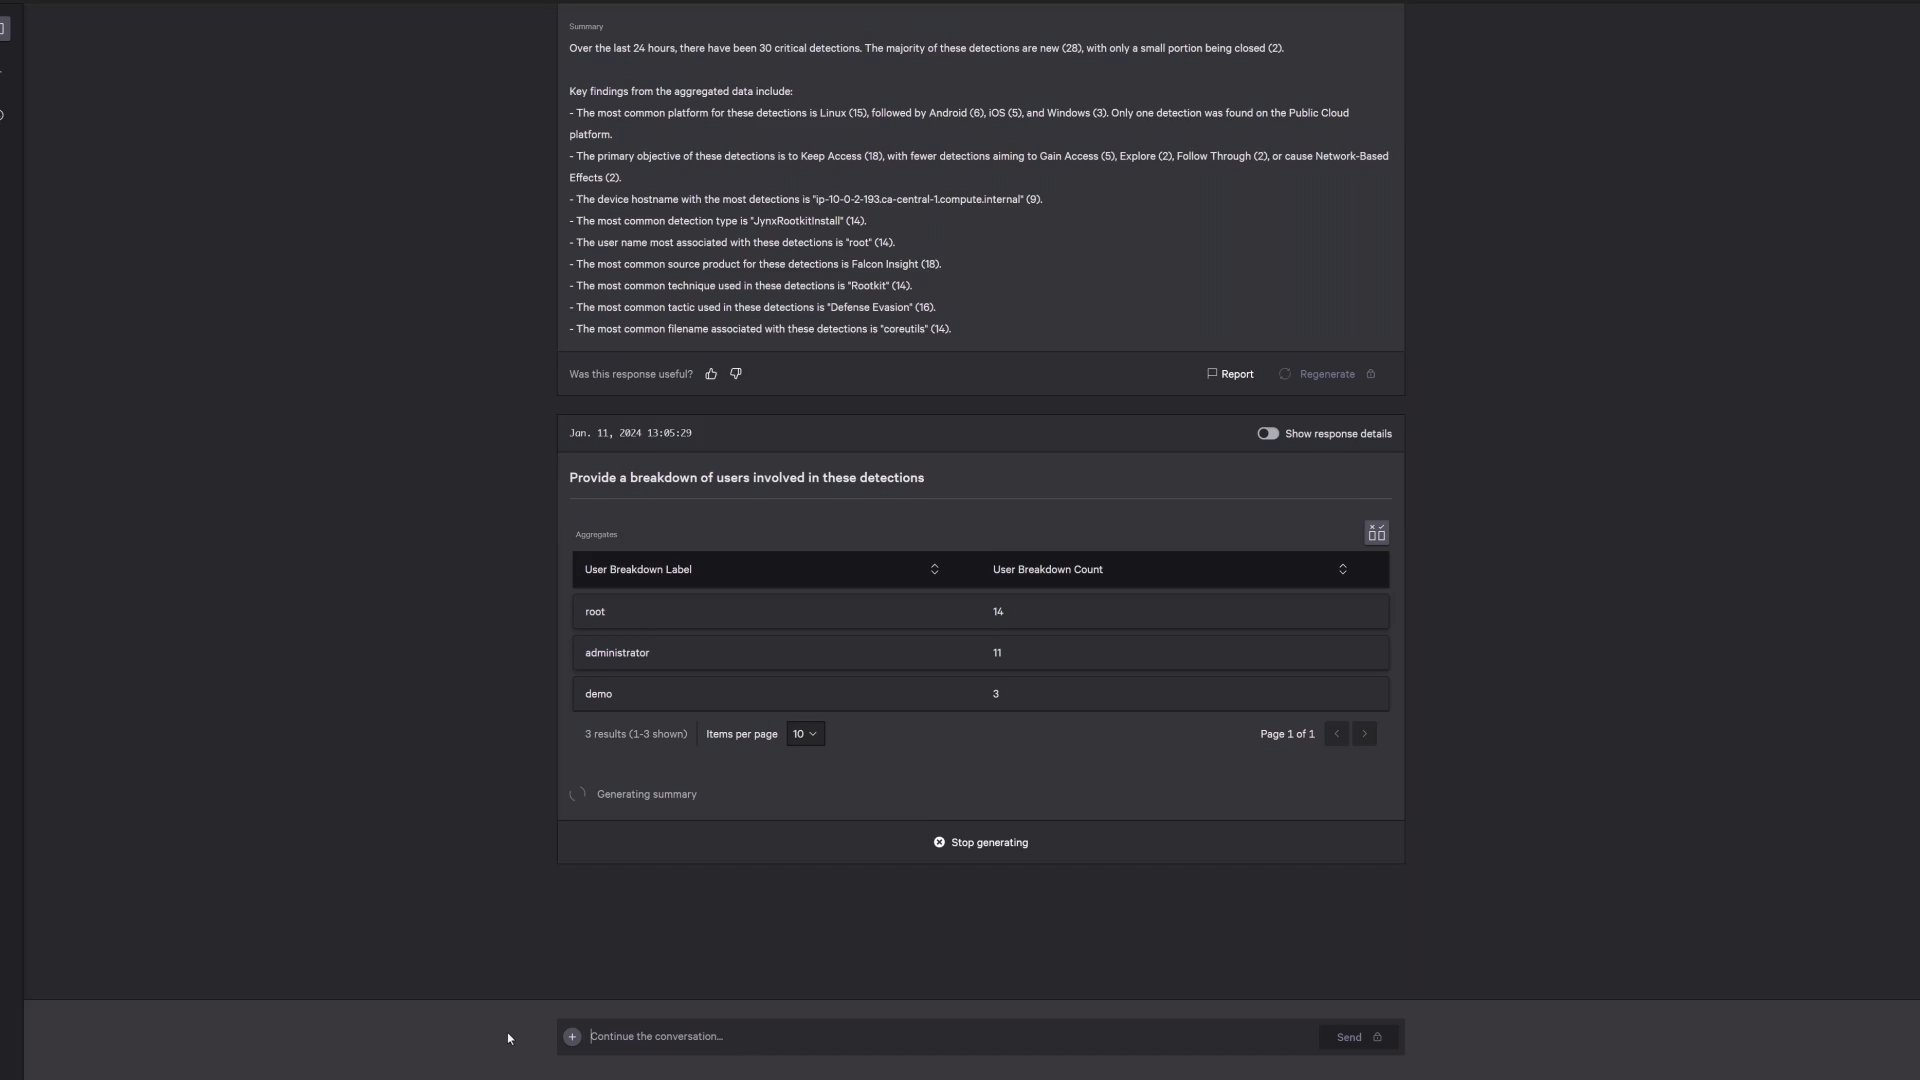 Summary
Over the last 24 hours, there have been 30 critical detections. The majority of these detections are new (28), with only a small portion being closed (2).
Key findings from the aggregated data include:
- The most common platform for these detections is Linux (15), followed by Android (6), iOS (5), and Windows (3). Only one detection was found on the Public Cloud
platform.
- The primary objective of these detections is to Keep Access (18), with fewer detections aiming to Gain Access (5), Explore (2), Follow Through (2), or cause Network-Based
Effects (2).
- The device hostname with the most detections is "ip-10-0-2-193.ca-central-1.compute.internal" (9).
- The most common detection type is "JynxRootkitInstall" (14).
- The user name most associated with these detections is "root" (14).
- The most common source product for these detections is Falcon Insight (18).
- The most common technique used in these detections is "Rootkit" (14).
- The most common tactic used in these detections is "Defense Evasion" (16).
- The most common filename associated with these detections is "coreutils" (14).
Was this response useful? Report Regenerate
Jan. 11, 2024 13:05:29 Show response details
Provide a breakdown of users involved in these detections
Aggregates
User Breakdown Label User Breakdown Count
root 14
administrator 11
demo 3
3 results (1-3 shown) Items per page 10 Page 1 of 1
Generating summary
Stop generating
Continue the conversation... Send